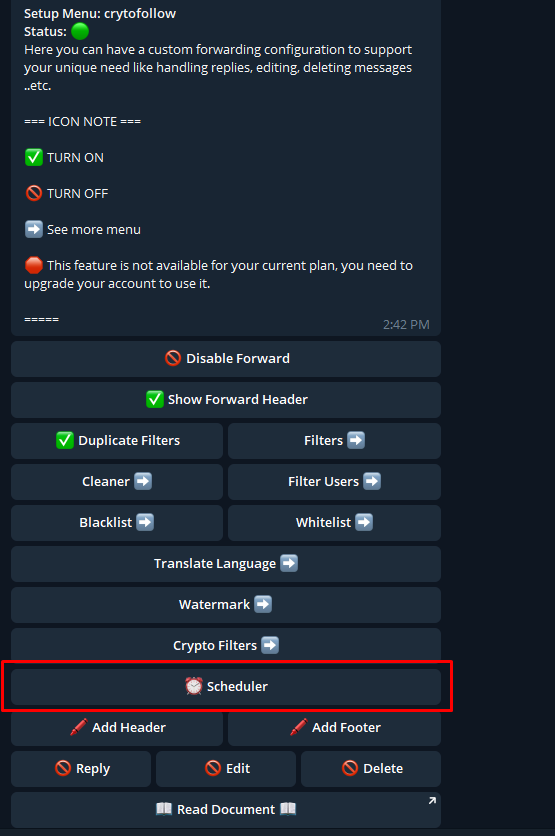 Setup Menu: crytofollow
Status: 🟢
Here you can have a custom forwarding configuration to support
your unique need like handling replies, editing, deleting messages
..etc.
=== ICON NOTE ===
✅ TURN ON
🚫 TURN OFF
➡️ See more menu
🛑 This feature is not available for your current plan, you need to
upgrade your account to use it.
=====
2:42 PM
🚫 Disable Forward
✅ Show Forward Header
✅ Duplicate Filters
Filters ➡️
Cleaner ➡️
Filter Users ➡️
Blacklist ➡️
Whitelist ➡️
Translate Language ➡️
Watermark ➡️
Crypto Filters ➡️
⏰ Scheduler
🖍️ Add Header
🖍️ Add Footer
🚫 Reply
🚫 Edit
🚫 Delete
📖 Read Document 📖